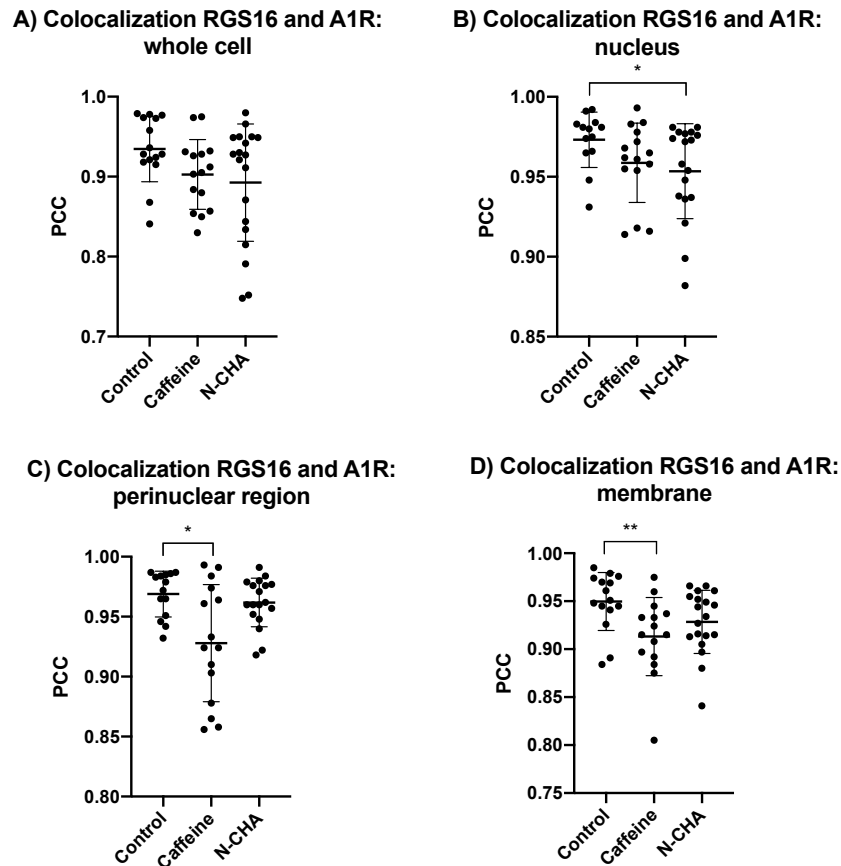 A) Colocalization RGS16 and A1R:
whole cell
PCC
1.0
0.9
0.8
0.7
Control
Caffeine
N-CHA
B) Colocalization RGS16 and A1R:
nucleus
*
PCC
1.00
0.95
0.90
0.85
Control
Caffeine
N-CHA
C) Colocalization RGS16 and A1R:
perinuclear region
*
PCC
1.00
0.95
0.90
0.85
0.80
Control
Caffeine
N-CHA
D) Colocalization RGS16 and A1R:
membrane
**
PCC
1.00
0.95
0.90
0.85
0.80
0.75
Control
Caffeine
N-CHA